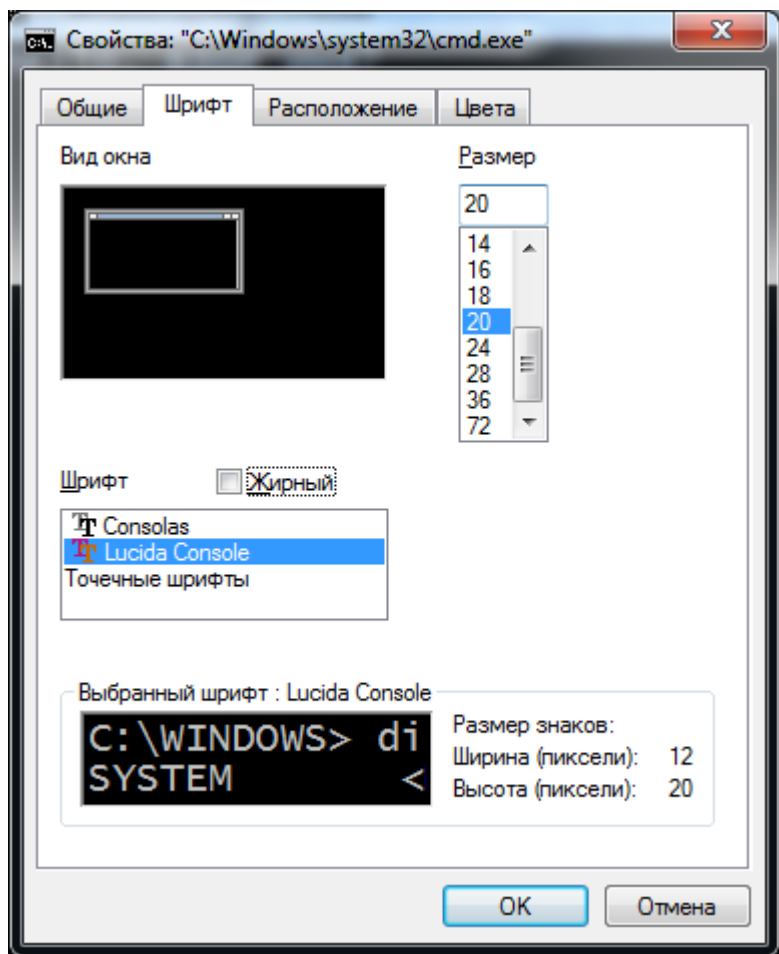 Свойства: "C:\Windows\system32\cmd.exe"
Общие Шрифт Расположение Цвета
Вид окна
Размер
20
14
16
18
20
24
28
36
72
Шрифт Жирный
Consolas
Lucida Console
Точечные шрифты
Выбранный шрифт : Lucida Console
C:\WINDOWS> di
SYSTEM <
Размер знаков:
Ширина (пиксели): 12
Высота (пиксели): 20
OK Отмена